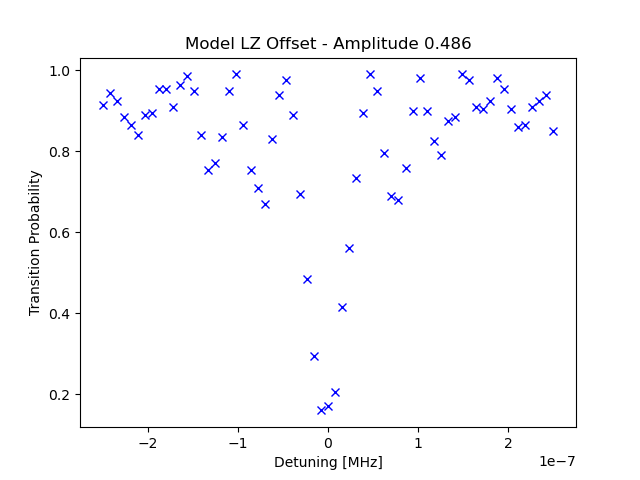 Model LZ Offset - Amplitude 0.486
1.0
0.8
0.6
0.4
0.2
Transition Probability
−2
−1
0
1
2
1e−7
Detuning [MHz]